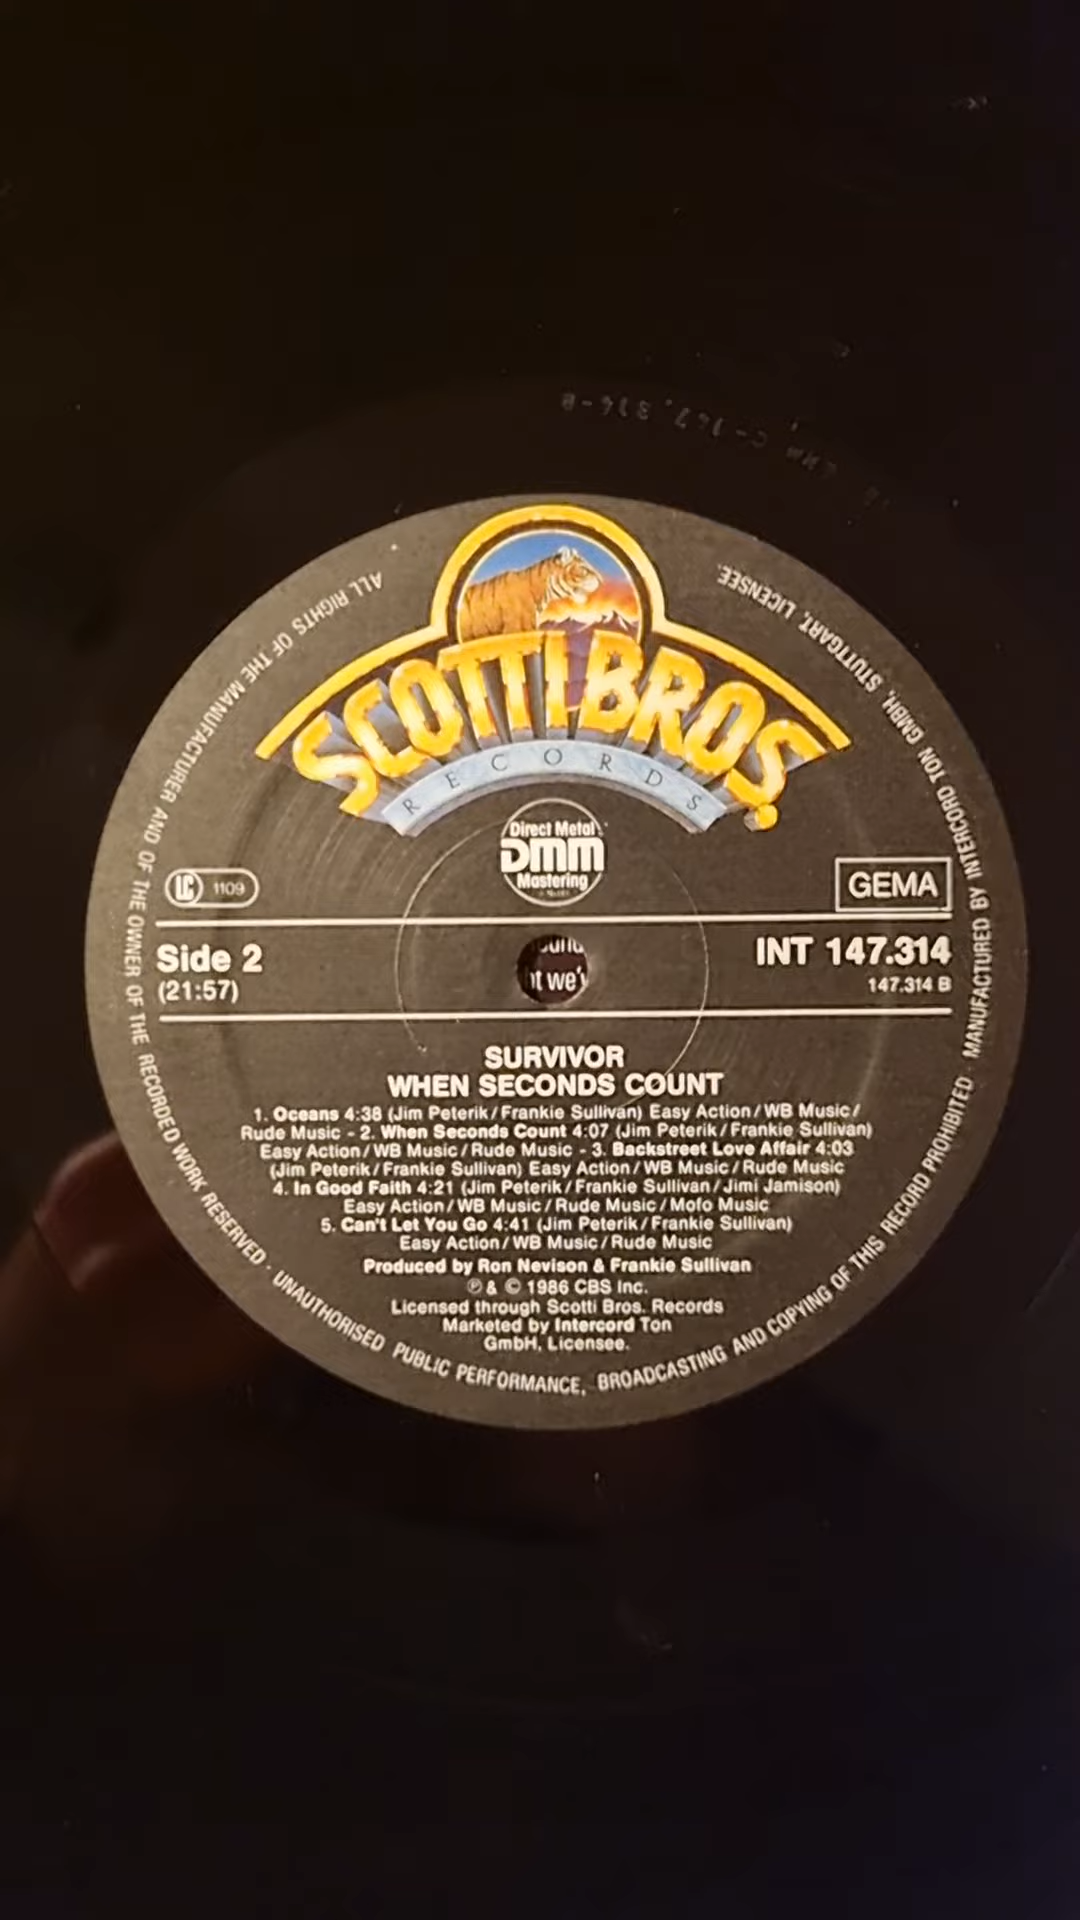 ALL RIGHTS OF THE MANUFACTURER AND OF THE OWNER OF THE RECORDED WORK RESERVED · UNAUTHORISED PUBLIC PERFORMANCE, BROADCASTING AND COPYING OF THIS RECORD PROHIBITED · MANUFACTURED BY INTERCORD TON GMBH, STUTTGART, LICENSEE.
SCOTTI BROS.
RECORDS
Direct Metal
DMM
Mastering
LC 1109
GEMA
Side 2
INT 147.314
(21:57)
147.314 B
t we'
SURVIVOR
WHEN SECONDS COUNT
1. Oceans 4:38 (Jim Peterik/Frankie Sullivan) Easy Action/WB Music/
Rude Music - 2. When Seconds Count 4:07 (Jim Peterik/Frankie Sullivan)
Easy Action/WB Music/Rude Music - 3. Backstreet Love Affair 4:03
(Jim Peterik/Frankie Sullivan) Easy Action/WB Music/Rude Music
4. In Good Faith 4:21 (Jim Peterik/Frankie Sullivan/Jimi Jamison)
Easy Action/WB Music/Rude Music/Mofo Music
5. Can't Let You Go 4:41 (Jim Peterik/Frankie Sullivan)
Easy Action/WB Music/Rude Music
Produced by Ron Nevison & Frankie Sullivan
℗ & © 1986 CBS Inc.
Licensed through Scotti Bros. Records
Marketed by Intercord Ton
GmbH, Licensee.